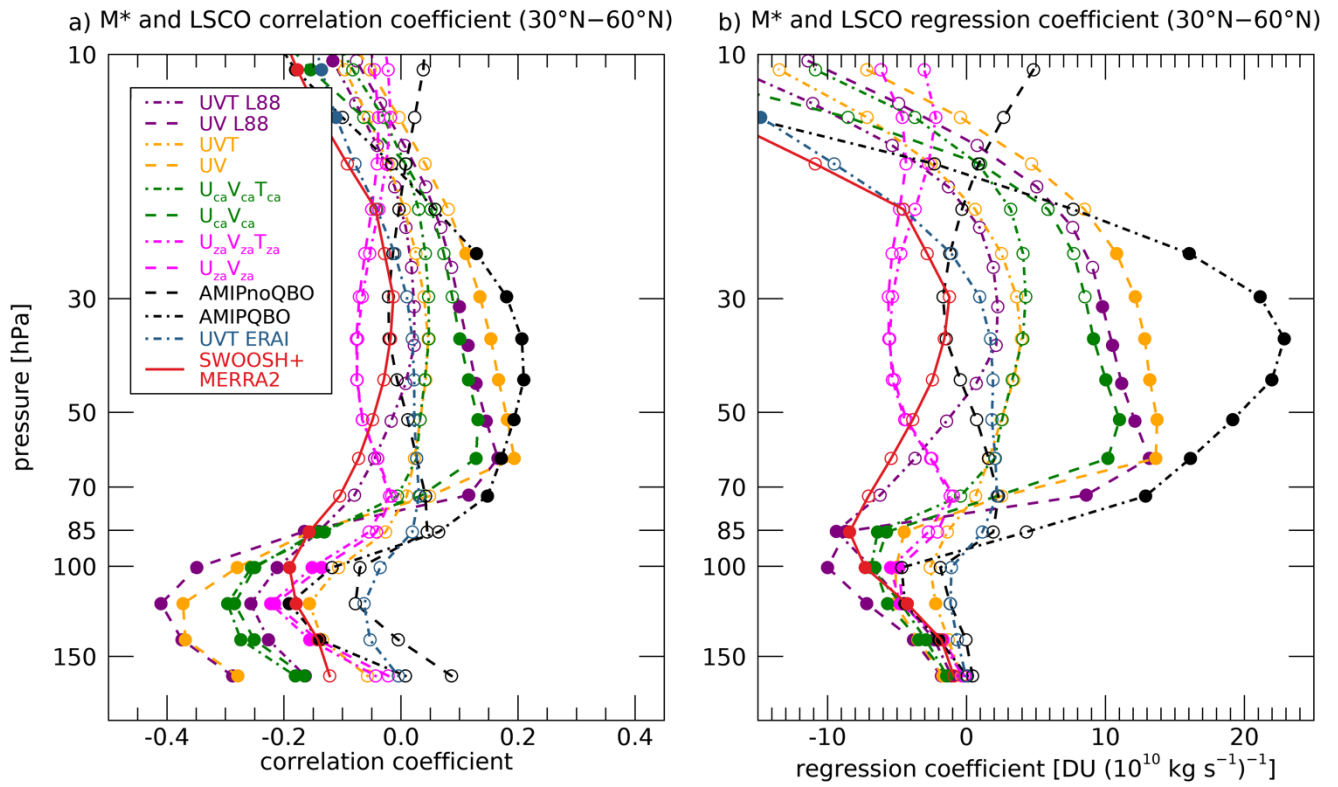 a) M* and LSCO correlation coefficient (30°N−60°N)
10
30
50
70
85
100
150
pressure [hPa]
UVT L88
UV L88
UVT
UV
UcaVcaTca
UcaVca
UzaVzaTza
UzaVza
AMIPnoQBO
AMIPQBO
UVT ERAI
SWOOSH+
MERRA2
-0.4 -0.2 0.0 0.2 0.4
correlation coefficient
b) M* and LSCO regression coefficient (30°N−60°N)
10
30
50
70
85
100
150
-10 0 10 20
regression coefficient [DU (10¹⁰ kg s⁻¹)⁻¹]